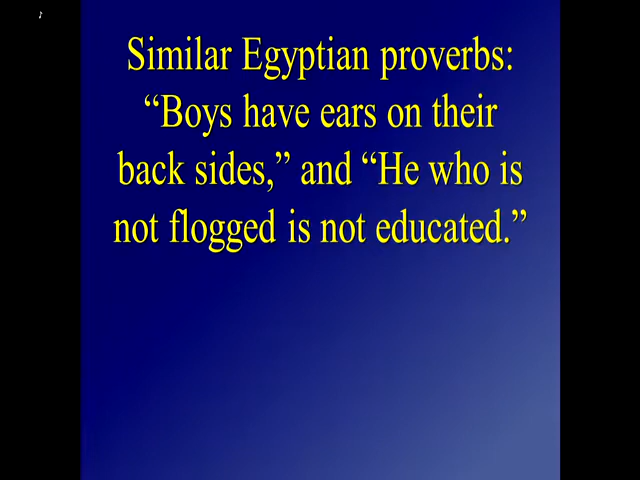 Similar Egyptian proverbs:
“Boys have ears on their
back sides,” and “He who is
not flogged is not educated.”